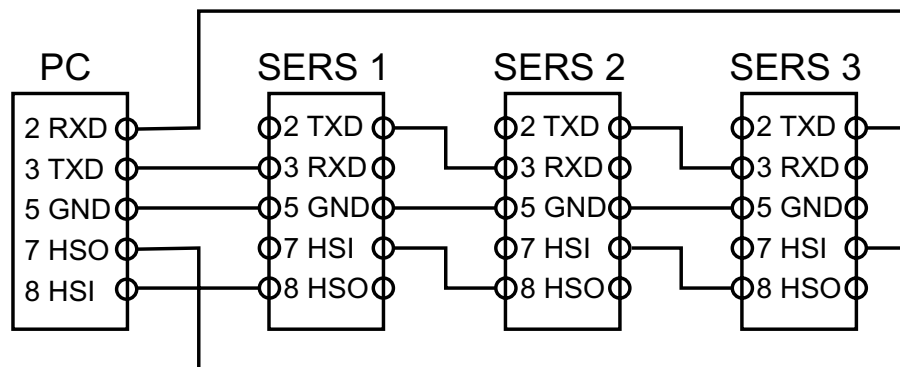 PC
2 RXD
3 TXD
5 GND
7 HSO
8 HSI
SERS 1
2 TXD
3 RXD
5 GND
7 HSI
8 HSO
SERS 2
2 TXD
3 RXD
5 GND
7 HSI
8 HSO
SERS 3
2 TXD
3 RXD
5 GND
7 HSI
8 HSO